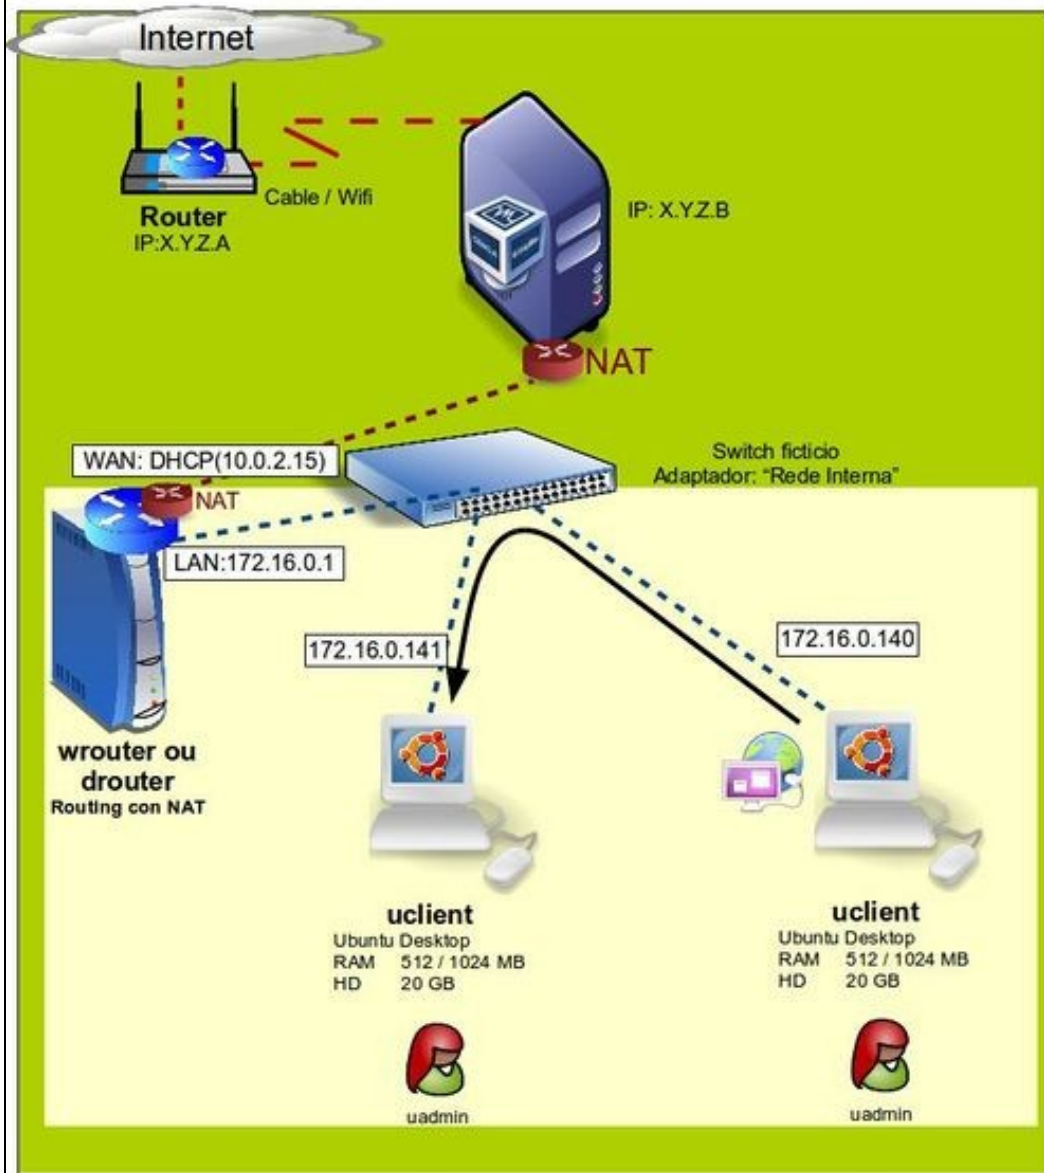 Internet
Cable / Wifi
Router
IP:X.Y.Z.A
IP: X.Y.Z.B
NAT
WAN: DHCP(10.0.2.15)
Switch ficticio
Adaptador: “Rede Interna”
NAT
LAN:172.16.0.1
172.16.0.141
172.16.0.140
wrouter ou
drouter
Routing con NAT
uclient
Ubuntu Desktop
RAM 512 / 1024 MB
HD 20 GB
uadmin
uclient
Ubuntu Desktop
RAM 512 / 1024 MB
HD 20 GB
uadmin